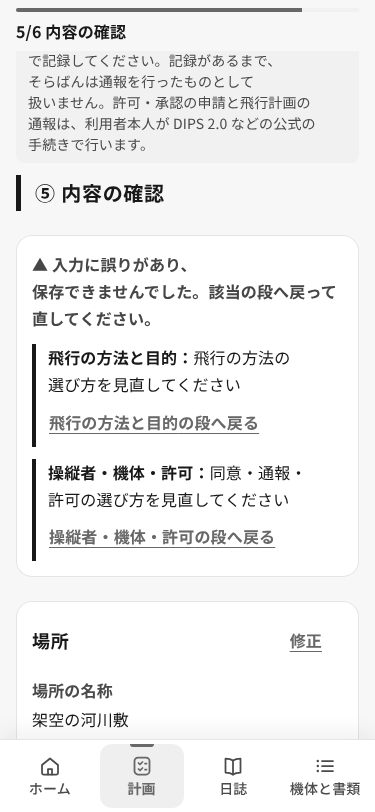 5/6 内容の確認
で記録してください。記録があるまで、
そらばんは通報を行ったものとして
扱いません。許可・承認の申請と飛行計画の
通報は、利用者本人が DIPS 2.0 などの公式の
手続きで行います。
⑤ 内容の確認
▲ 入力に誤りがあり、
保存できませんでした。該当の段へ戻って
直してください。
飛行の方法と目的：飛行の方法の
選び方を見直してください
飛行の方法と目的の段へ戻る
操縦者・機体・許可：同意・通報・
許可の選び方を見直してください
操縦者・機体・許可の段へ戻る
場所 修正
場所の名称
架空の河川敷
ホーム 計画 日誌 機体と書類